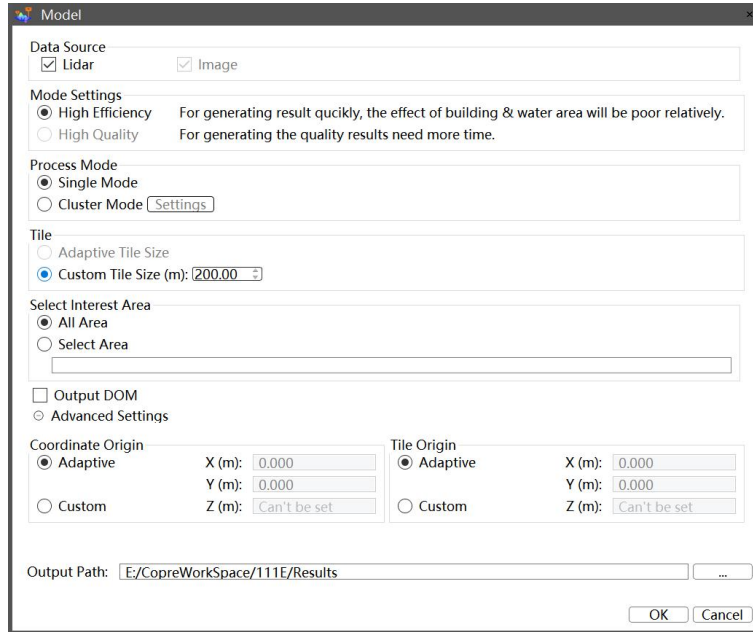 Model
Data Source
Lidar Image
Mode Settings
High Efficiency For generating result qucikly, the effect of building & water area will be poor relatively.
High Quality For generating the quality results need more time.
Process Mode
Single Mode
Cluster Mode Settings
Tile
Adaptive Tile Size
Custom Tile Size (m): 200.00
Select Interest Area
All Area
Select Area
Output DOM
Advanced Settings
Coordinate Origin Tile Origin
Adaptive X (m): 0.000 Adaptive X (m): 0.000
Y (m): 0.000 Y (m): 0.000
Custom Z (m): Can't be set Custom Z (m): Can't be set
Output Path: E:/CopreWorkSpace/111E/Results ...
OK Cancel